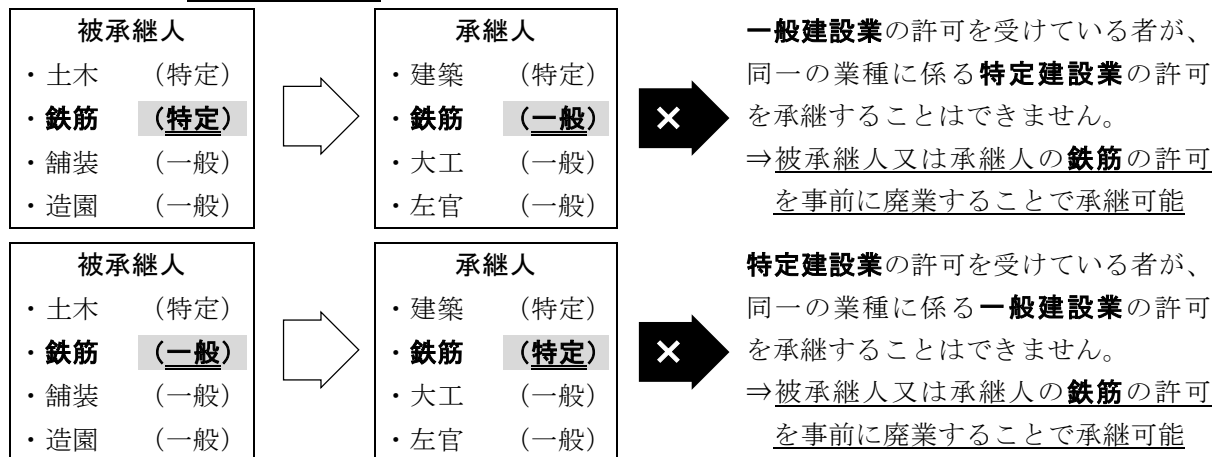 被承継人
・土木 （特定）
・鉄筋 （特定）
・舗装 （一般）
・造園 （一般）
承継人
・建築 （特定）
・鉄筋 （一般）
・大工 （一般）
・左官 （一般）
×
一般建設業の許可を受けている者が、
同一の業種に係る特定建設業の許可
を承継することはできません。
⇒被承継人又は承継人の鉄筋の許可
を事前に廃業することで承継可能
被承継人
・土木 （特定）
・鉄筋 （一般）
・舗装 （一般）
・造園 （一般）
承継人
・建築 （特定）
・鉄筋 （特定）
・大工 （一般）
・左官 （一般）
×
特定建設業の許可を受けている者が、
同一の業種に係る一般建設業の許可
を承継することはできません。
⇒被承継人又は承継人の鉄筋の許可
を事前に廃業することで承継可能